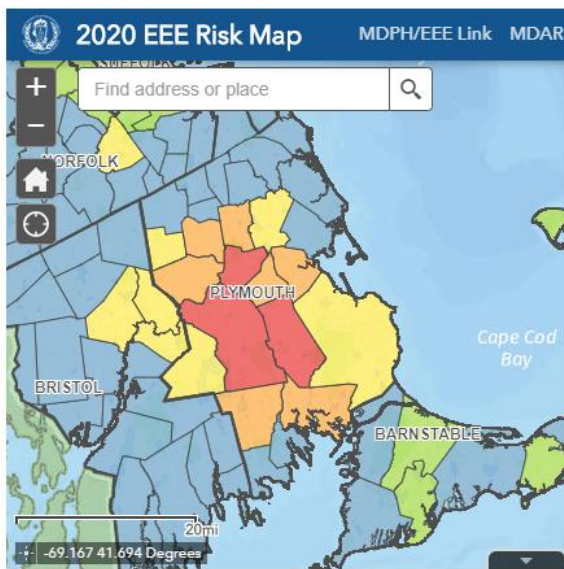 2020 EEE Risk Map
MDPH/EEE Link MDAR
SUFFOLK
+
Find address or place
−
NORFOLK
PLYMOUTH
Cape Cod
Bay
BRISTOL
BARNSTABLE
20mi
-69.167 41.694 Degrees